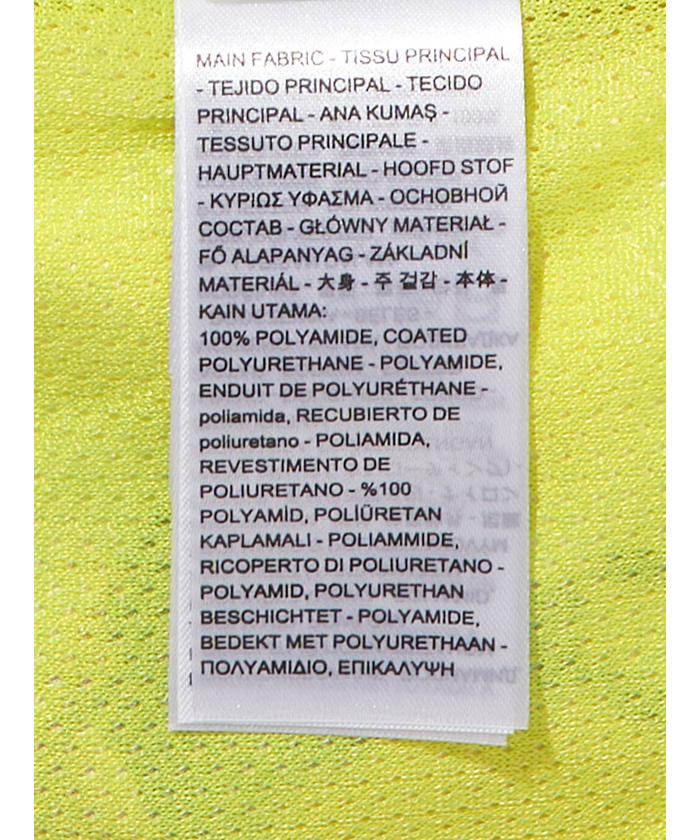 MAIN FABRIC - TISSU PRINCIPAL
- TEJIDO PRINCIPAL - TECIDO
PRINCIPAL - ANA KUMAŞ -
TESSUTO PRINCIPALE -
HAUPTMATERIAL - HOOFD STOF
- ΚΥΡΙΩΣ ΥΦΑΣΜΑ - ОСНОВНОЙ
СОСТАВ - GŁÓWNY MATERIAŁ -
FŐ ALAPANYAG - ZÁKLADNÍ
MATERIÁL - 大身 - 주 겉감 - 本体 -
KAIN UTAMA:
100% POLYAMIDE, COATED
POLYURETHANE - POLYAMIDE,
ENDUIT DE POLYURÉTHANE -
poliamida, RECUBIERTO DE
poliuretano - POLIAMIDA,
REVESTIMENTO DE
POLIURETANO - %100
POLYAMİD, POLİÜRETAN
KAPLAMALI - POLIAMMIDE,
RICOPERTO DI POLIURETANO -
POLYAMID, POLYURETHAN
BESCHICHTET - POLYAMIDE,
BEDEKT MET POLYURETHAAN -
ΠΟΛΥΑΜΙΔΙΟ, ΕΠΙΚΑΛΥΨΗ